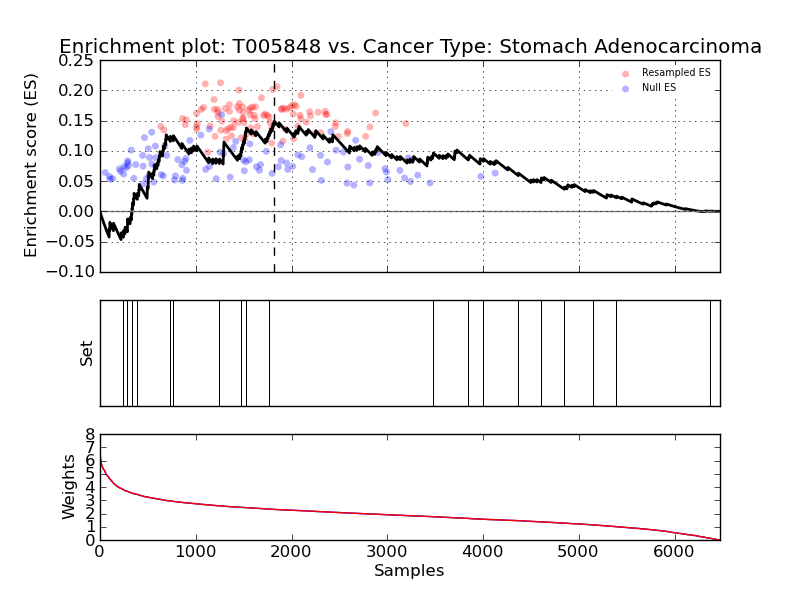 Enrichment plot: T005848 vs. Cancer Type: Stomach Adenocarcinoma
Enrichment score (ES)
0.25
0.20
0.15
0.10
0.05
0.00
−0.05
−0.10
Resampled ES
Null ES
Set
Weights
8
7
6
5
4
3
2
1
0
0 1000 2000 3000 4000 5000 6000
Samples